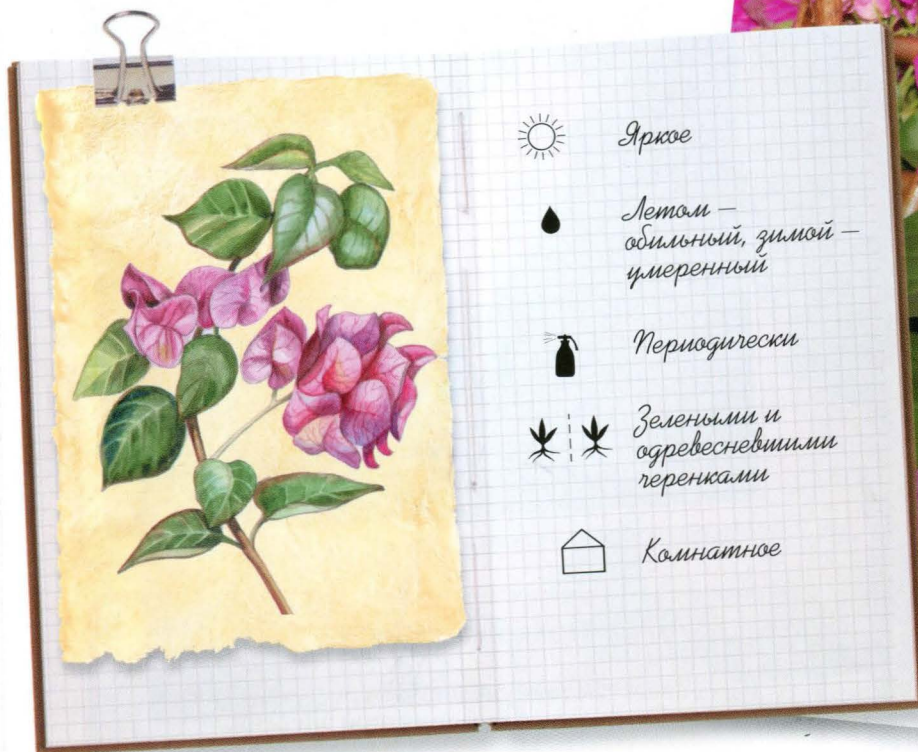 Яркое
Летом –
обильный, зимой –
умеренный
Периодически
Зелеными и
одревесневшими
черенками
Комнатное